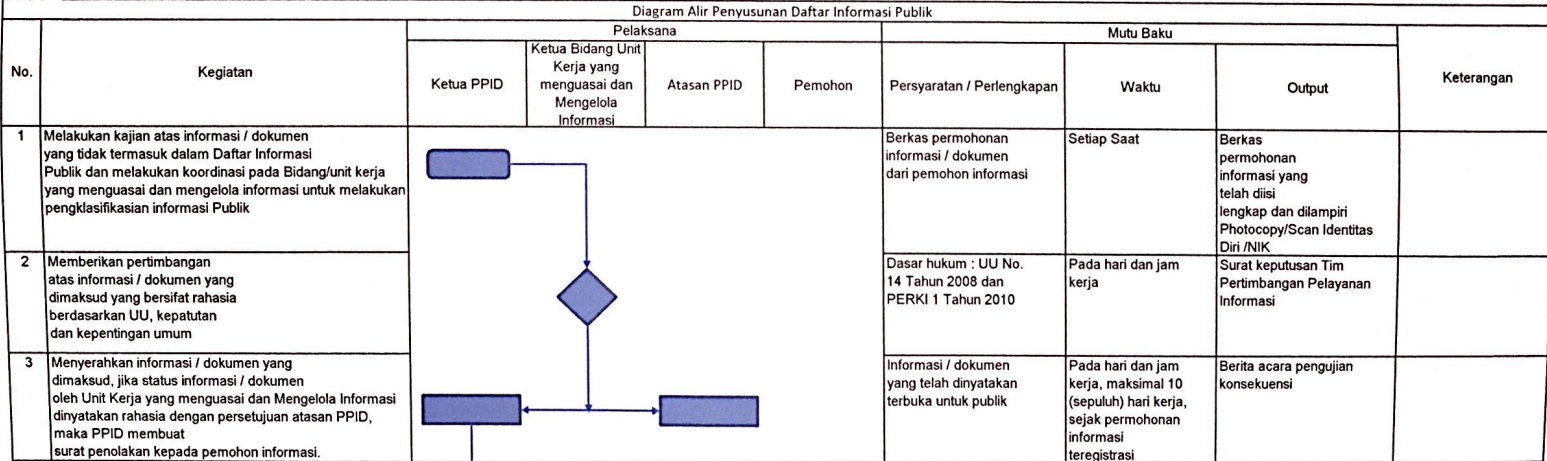 Diagram Alir Penyusunan Daftar Informasi Publik
No.
Kegiatan
Pelaksana
Mutu Baku
Keterangan
Ketua PPID
Ketua Bidang Unit
Kerja yang
menguasai dan
Mengelola
Informasi
Atasan PPID
Pemohon
Persyaratan / Perlengkapan
Waktu
Output
1
Melakukan kajian atas informasi / dokumen
yang tidak termasuk dalam Daftar Informasi
Publik dan melakukan koordinasi pada Bidang/unit kerja
yang menguasai dan mengelola informasi untuk melakukan
pengklasifikasian informasi Publik
Berkas permohonan
informasi / dokumen
dari pemohon informasi
Setiap Saat
Berkas
permohonan
informasi yang
telah diisi
lengkap dan dilampiri
Photocopy/Scan Identitas
Diri /NIK
2
Memberikan pertimbangan
atas informasi / dokumen yang
dimaksud yang bersifat rahasia
berdasarkan UU, kepatutan
dan kepentingan umum
Dasar hukum : UU No.
14 Tahun 2008 dan
PERKI 1 Tahun 2010
Pada hari dan jam
kerja
Surat keputusan Tim
Pertimbangan Pelayanan
Informasi
3
Menyerahkan informasi / dokumen yang
dimaksud, jika status informasi / dokumen
oleh Unit Kerja yang menguasai dan Mengelola Informasi
dinyatakan rahasia dengan persetujuan atasan PPID,
maka PPID membuat
surat penolakan kepada pemohon informasi.
Informasi / dokumen
yang telah dinyatakan
terbuka untuk publik
Pada hari dan jam
kerja, maksimal 10
(sepuluh) hari kerja,
sejak permohonan
informasi
teregistrasi
Berita acara pengujian
konsekuensi